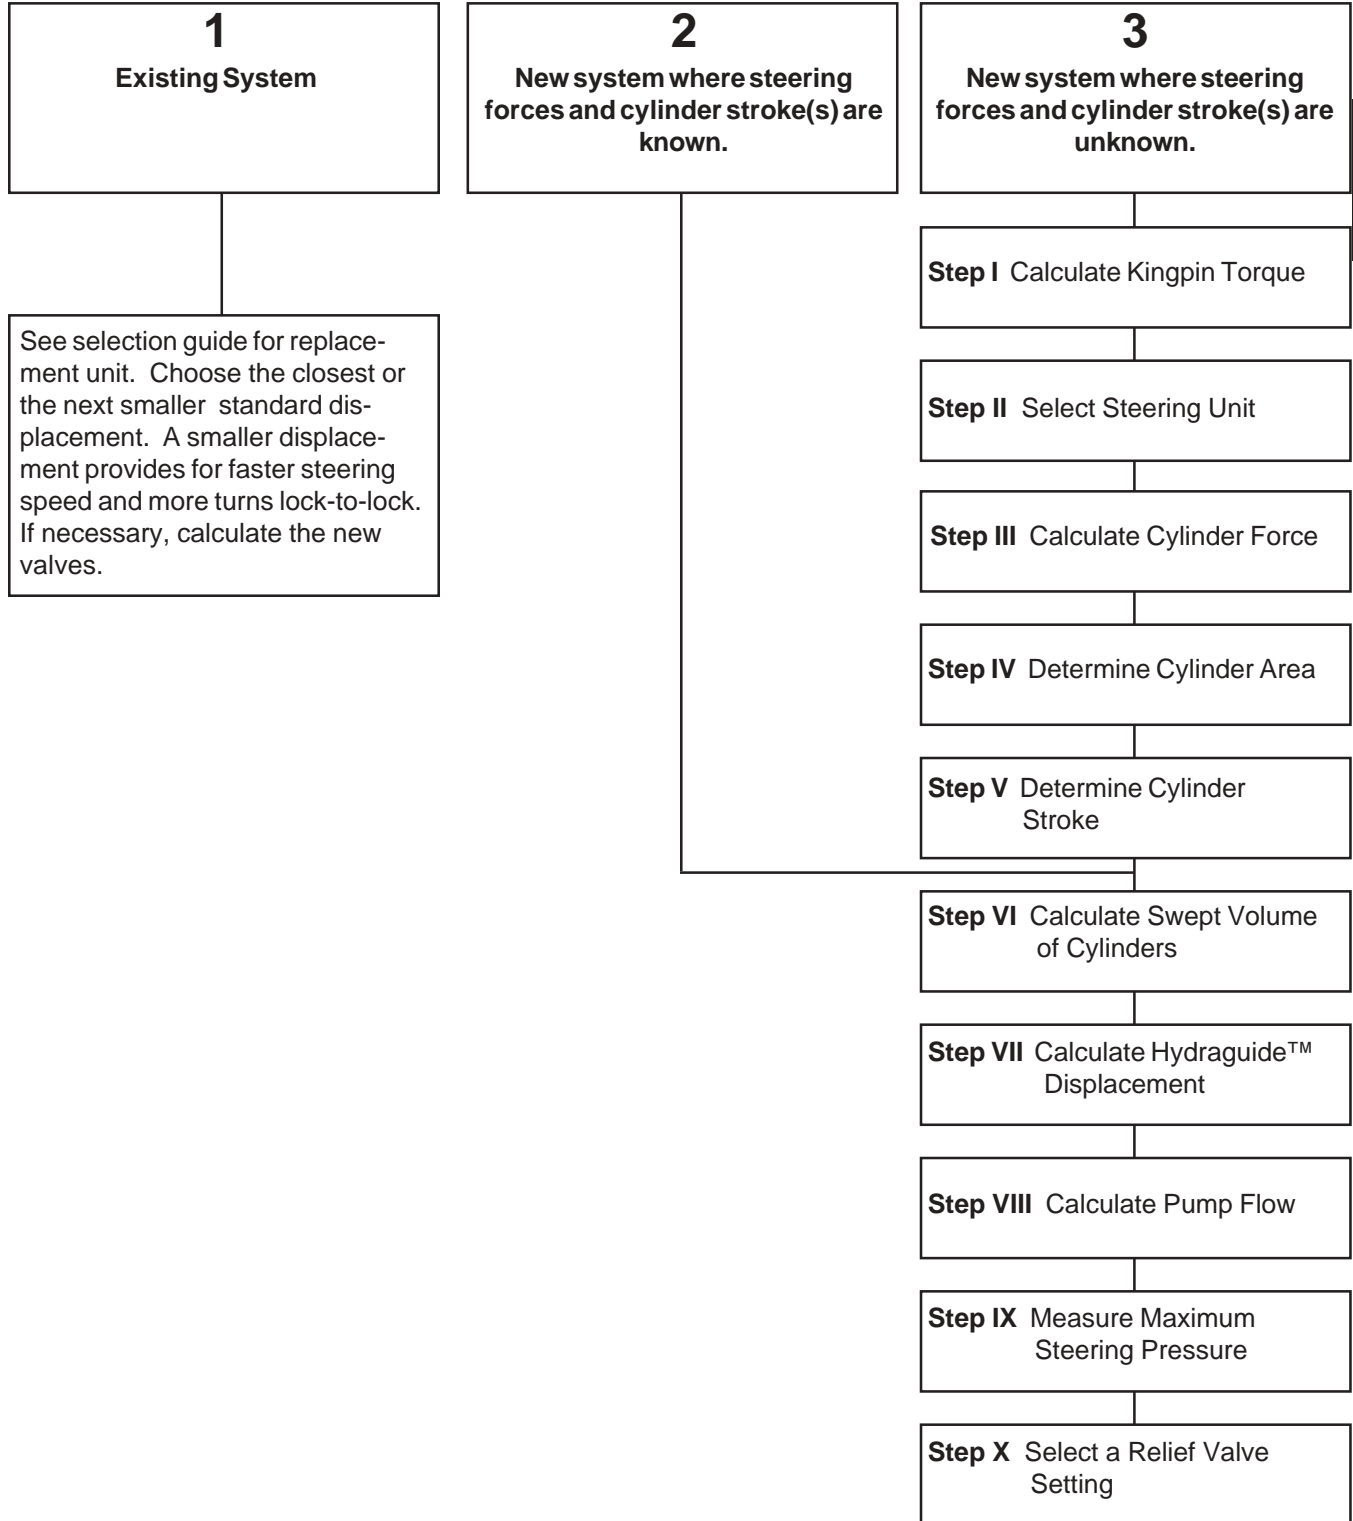 1
Existing System
See selection guide for replace-
ment unit. Choose the closest or
the next smaller standard dis-
placement. A smaller displace-
ment provides for faster steering
speed and more turns lock-to-lock.
If necessary, calculate the new
valves.
2
New system where steering
forces and cylinder stroke(s) are
known.
3
New system where steering
forces and cylinder stroke(s) are
unknown.
Step I Calculate Kingpin Torque
Step II Select Steering Unit
Step III Calculate Cylinder Force
Step IV Determine Cylinder Area
Step V Determine Cylinder
Stroke
Step VI Calculate Swept Volume
of Cylinders
Step VII Calculate Hydraguide™
Displacement
Step VIII Calculate Pump Flow
Step IX Measure Maximum
Steering Pressure
Step X Select a Relief Valve
Setting